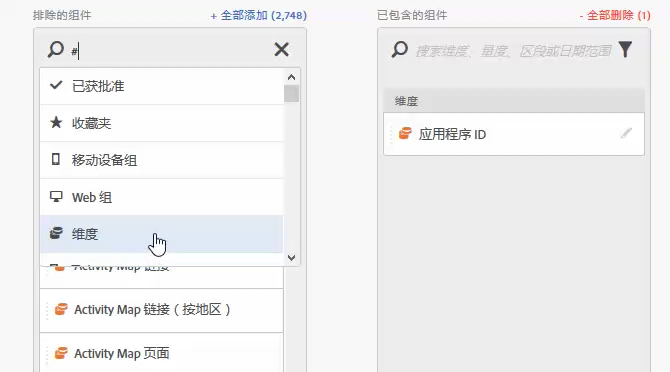 排除的组件
+ 全部添加 (2,748)
#
已获批准
收藏夹
移动设备组
Web 组
维度
Activity Map 链接
Activity Map 链接（按地区）
Activity Map 页面
已包含的组件
- 全部删除 (1)
搜索维度、量度、区段或日期范围
维度
应用程序 ID